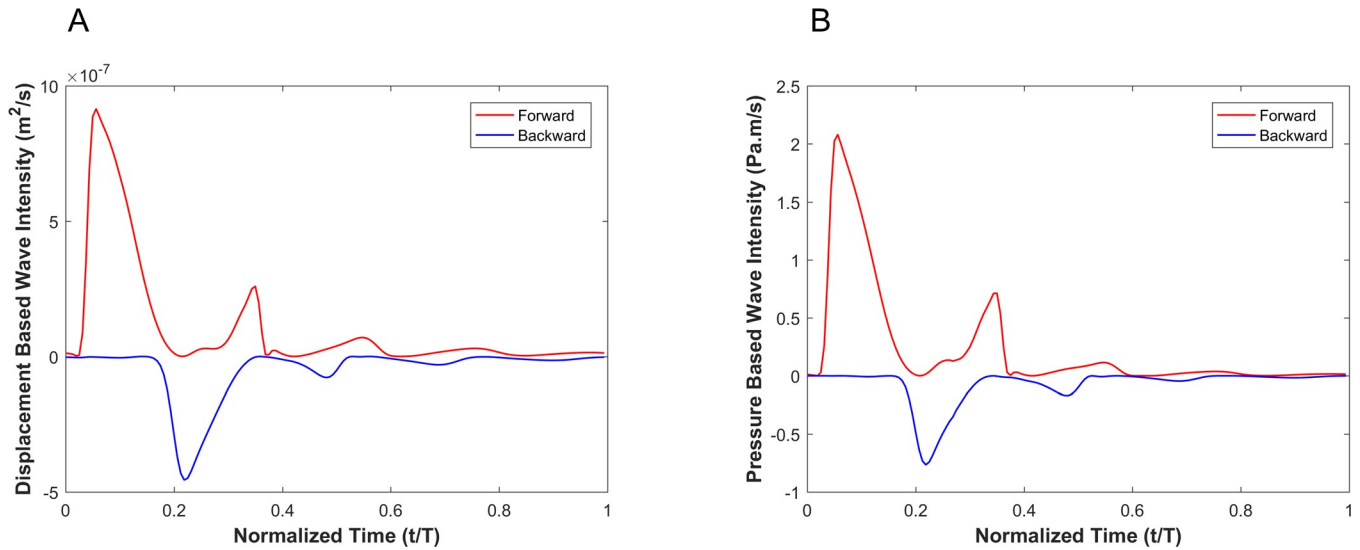 A
×10^-7
10
5
0
-5
0
0.2
0.4
0.6
0.8
1
Displacement Based Wave Intensity (m^2/s)
Normalized Time (t/T)
Forward
Backward
B
2.5
2
1.5
1
0.5
0
-0.5
-1
0
0.2
0.4
0.6
0.8
1
Pressure Based Wave Intensity (Pa.m/s)
Normalized Time (t/T)
Forward
Backward